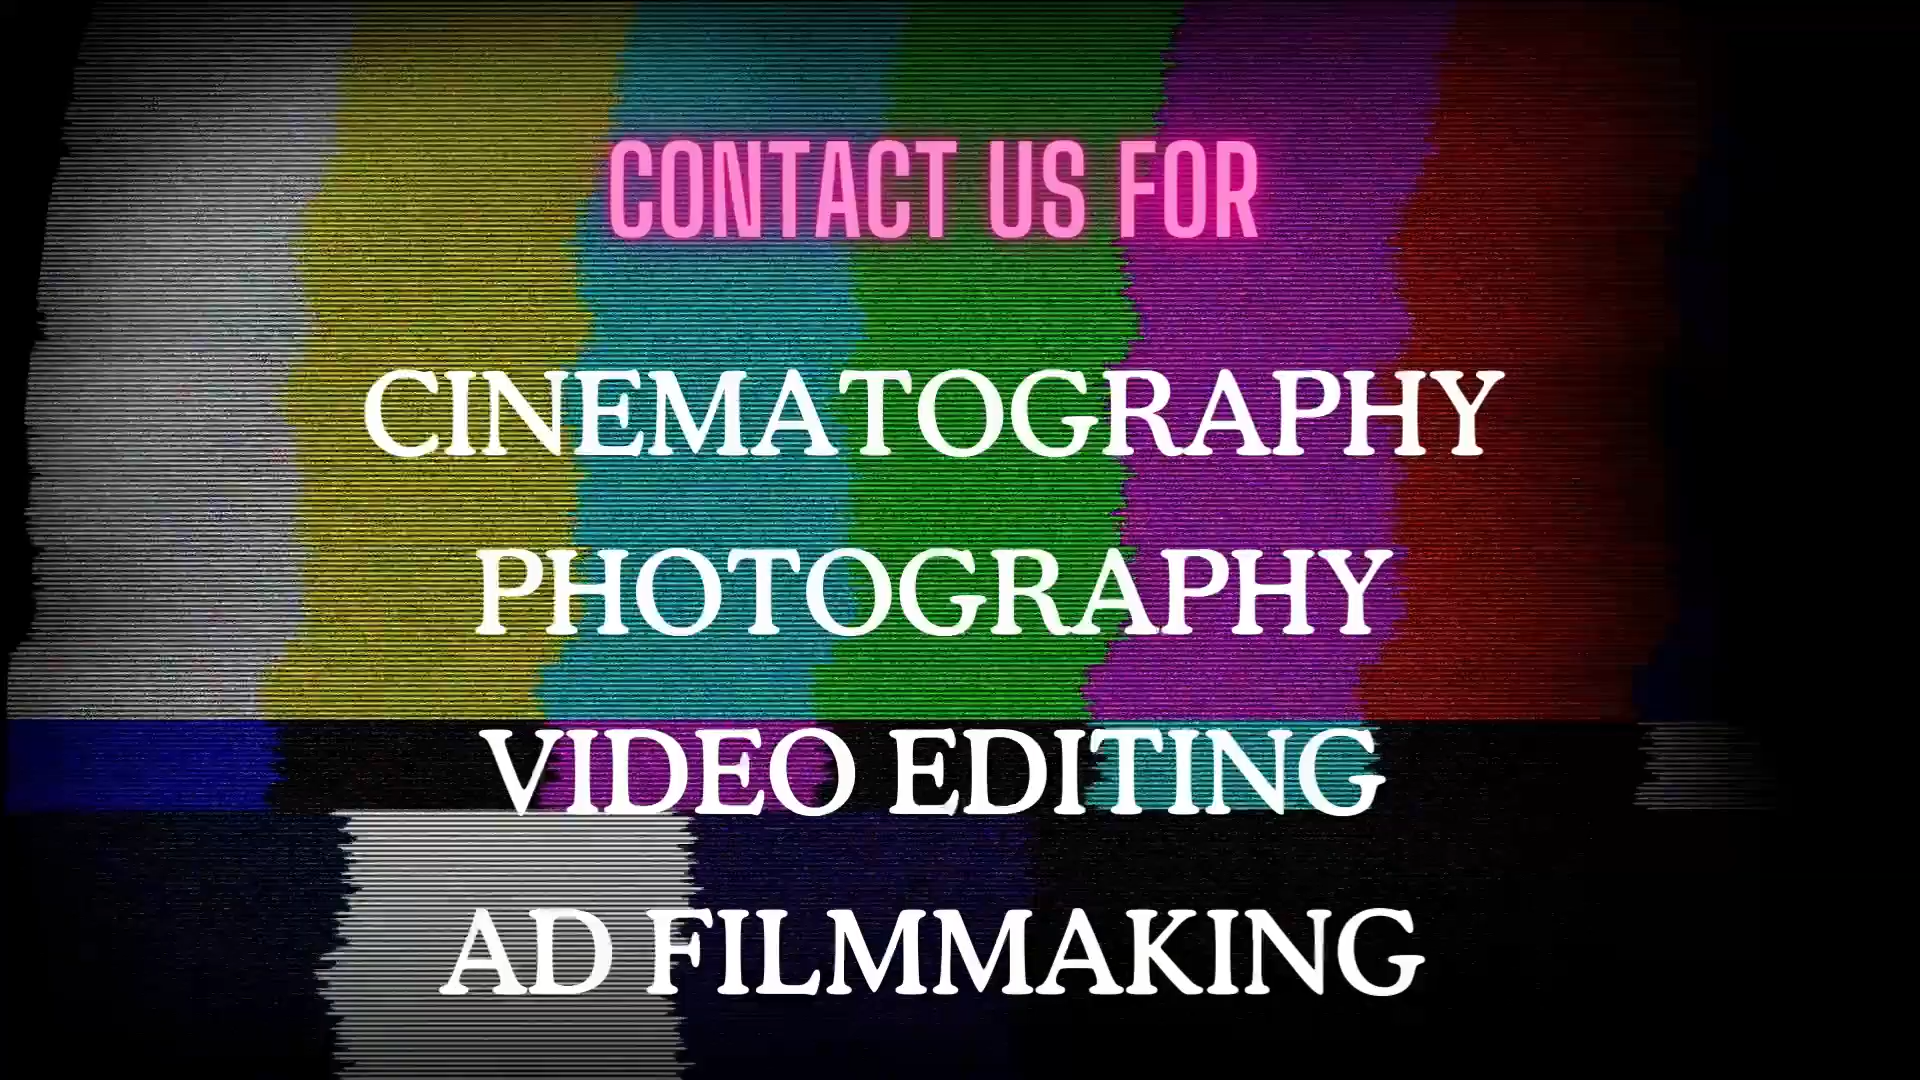 CONTACT US FOR
CINEMATOGRAPHY
PHOTOGRAPHY
VIDEO EDITING
AD FILMMAKING